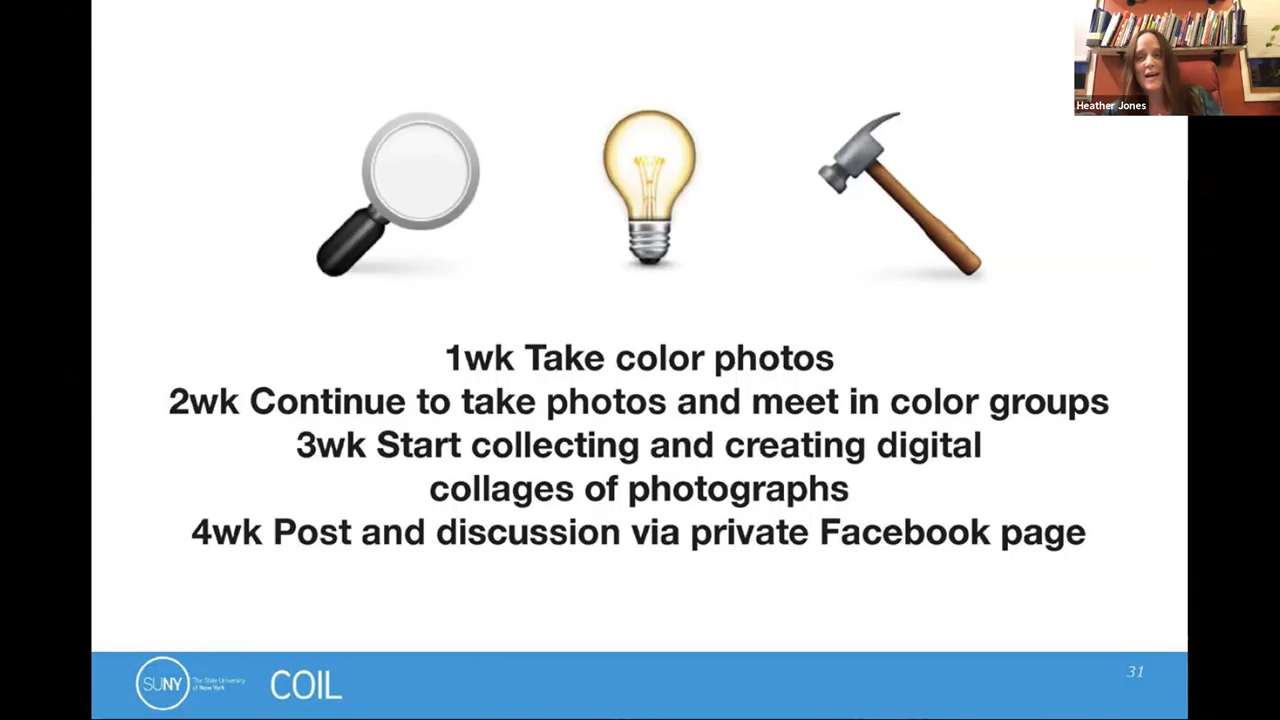 Heather Jones
1wk Take color photos
2wk Continue to take photos and meet in color groups
3wk Start collecting and creating digital
collages of photographs
4wk Post and discussion via private Facebook page
SUNY
The State University
of New York
COIL
31